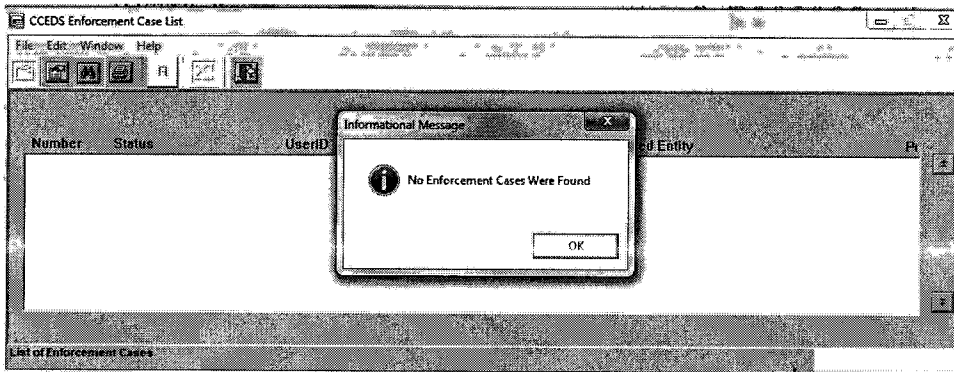 CCEDS Enforcement Case List
File Edit Window Help
Informational Message
Number Status UserID ed Entity
No Enforcement Cases Were Found
OK
List of Enforcement Cases